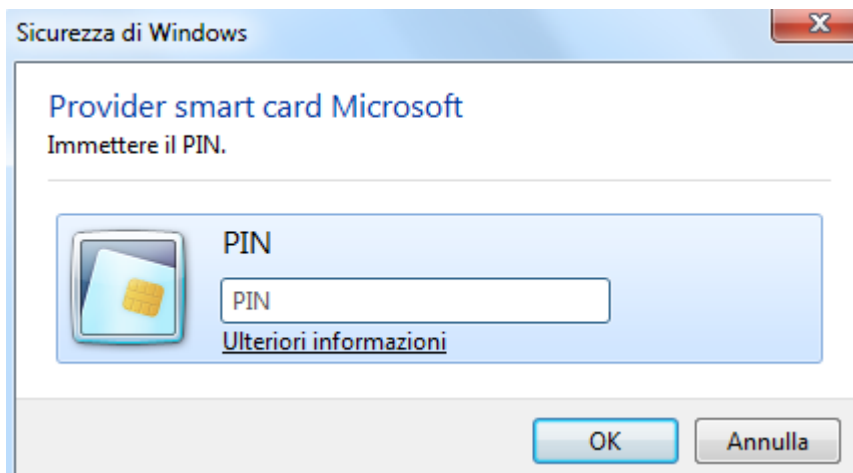 Sicurezza di Windows
Provider smart card Microsoft
Immettere il PIN.
PIN
PIN
Ulteriori informazioni
OK
Annulla